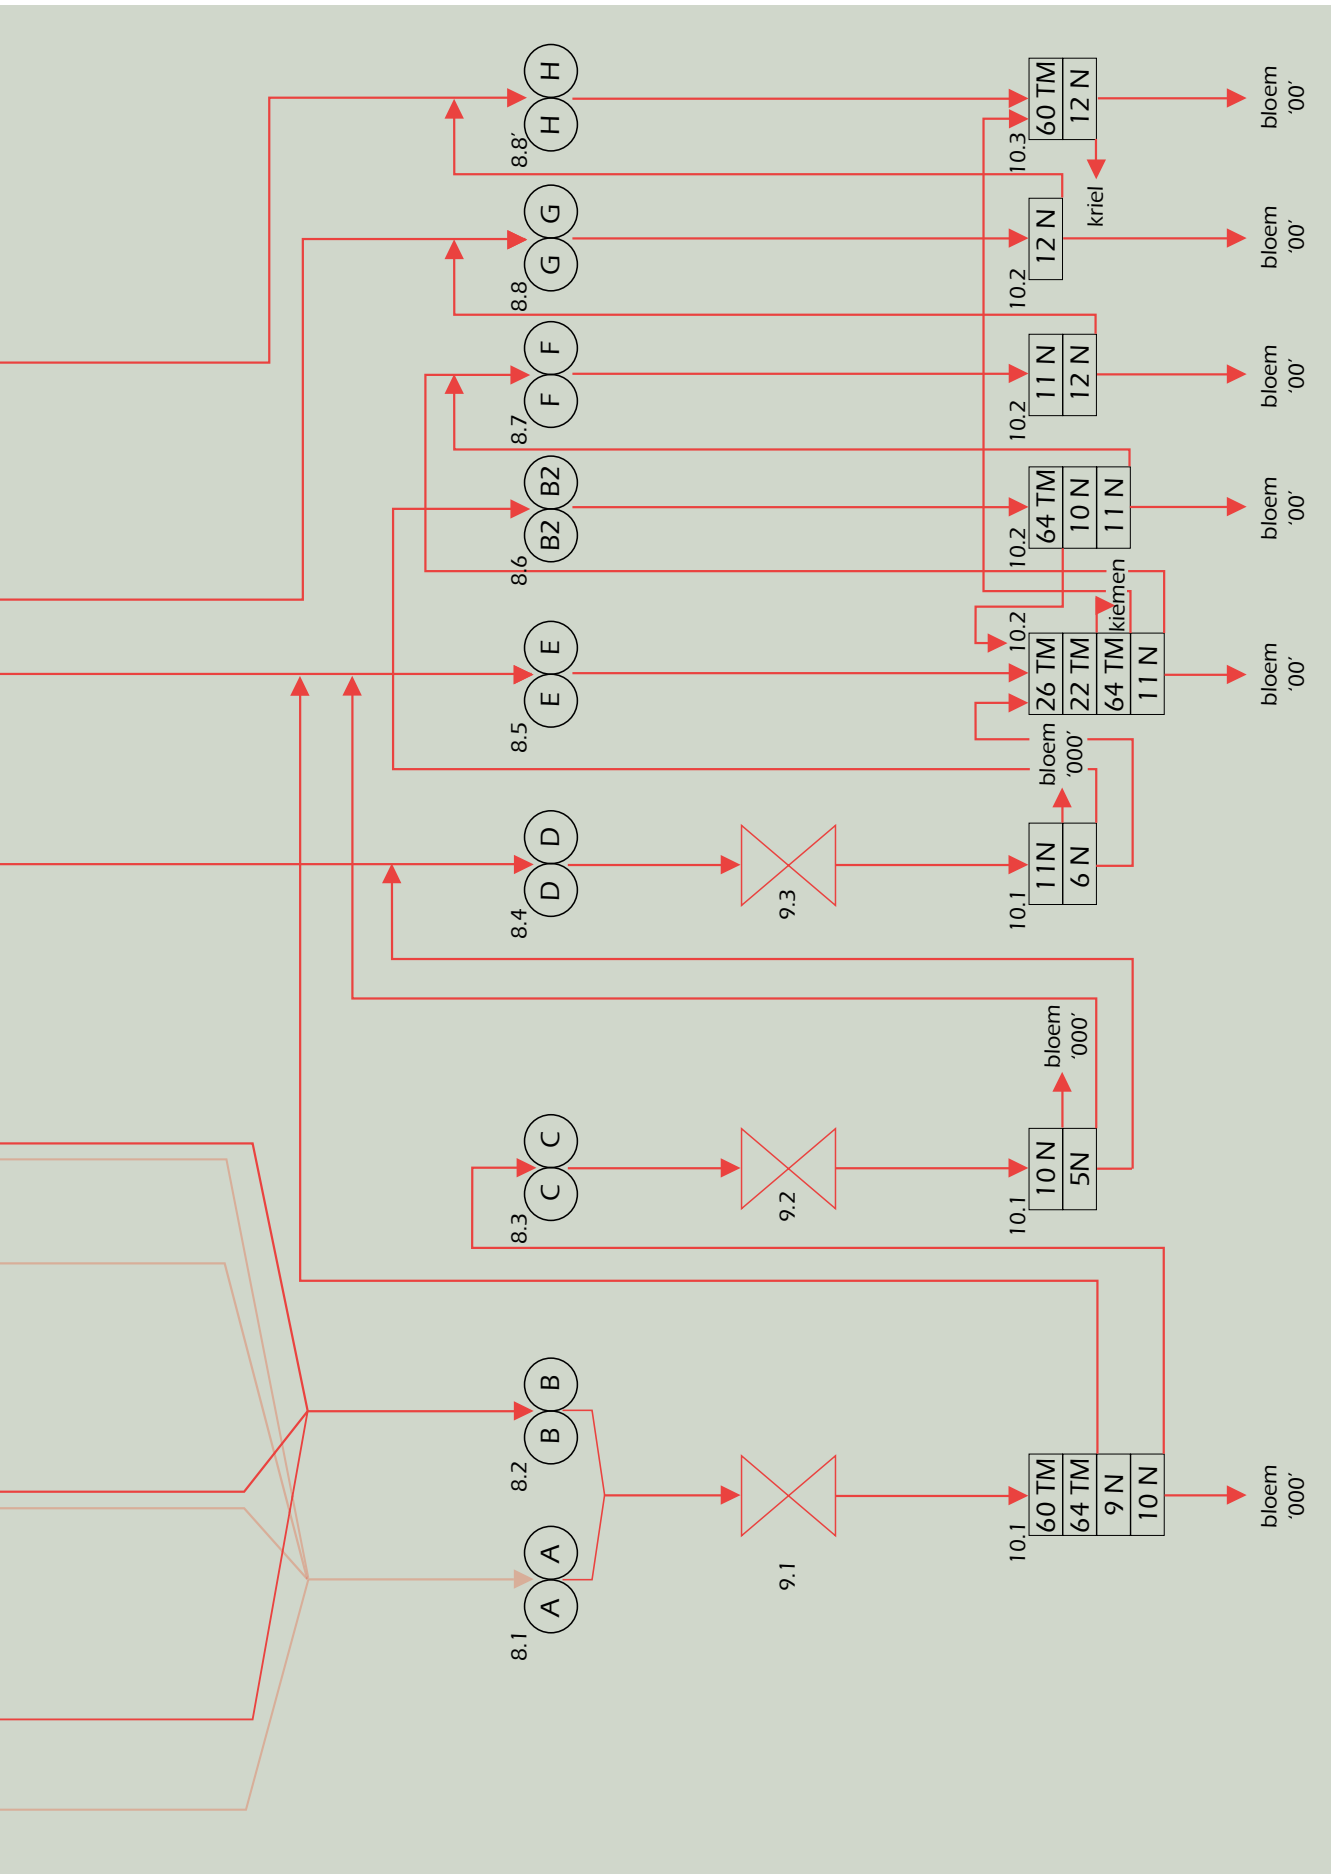 8.1
A A
8.2
B B
8.3
C C
8.4
D D
8.5
E E
8.6
B2 B2
8.7
F F
8.8
G G
8.8'
H H
9.1
9.2
9.3
10.1
60 TM
64 TM
9 N
10 N
bloem
'000'
10.1
10 N
5N
bloem
'000'
10.1
11N
6 N
bloem
'000'
10.2
26 TM
22 TM
64 TM
11 N
kiemen
bloem
'00'
10.2
64 TM
10 N
11 N
bloem
'00'
10.2
11 N
12 N
bloem
'00'
10.2
12 N
bloem
'00'
10.3
60 TM
12 N
kriel
bloem
'00'